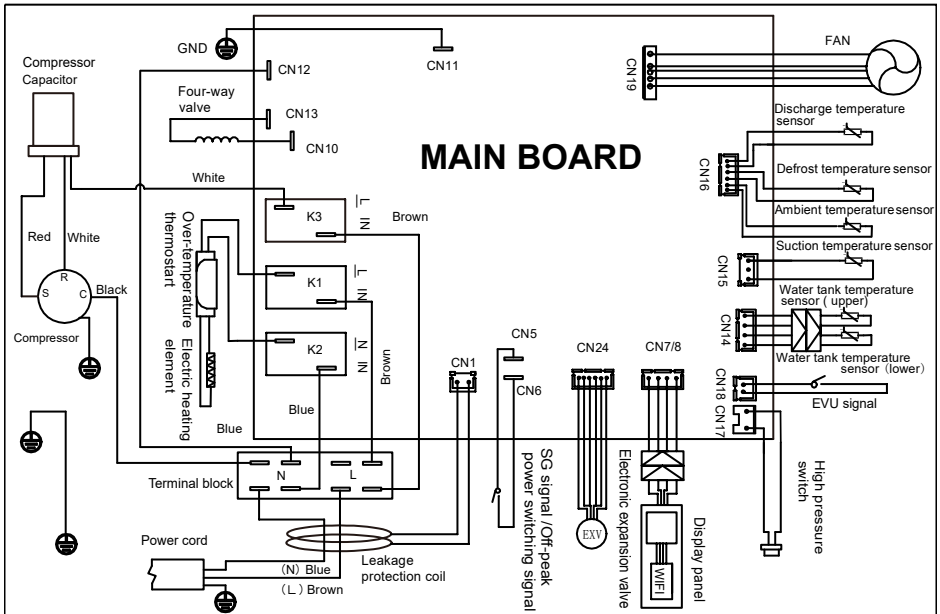 GND
CN11
CN12
Compressor
Capacitor
Four-way
valve
CN13
CN10
MAIN BOARD
FAN
CN19
Discharge temperature
sensor
CN16
Defrost temperature sensor
Ambient temperature sensor
Suction temperature sensor
CN15
Water tank temperature
sensor ( upper)
CN14
Water tank temperature
sensor (lower)
CN18
EVU signal
CN17
High pressure
switch
White
K3
L IN
Brown
Red
White
Over-temperature
thermostart
K1
L IN
R
S
C
Black
Compressor
Electric heating
element
K2
N IN
Brown
Blue
Blue
CN1
CN5
CN6
CN24
CN7/8
SG signal /Off-peak
power switching signal
EXV
Electronic expansion valve
WIFI
Display panel
Terminal block
N
L
Power cord
(N) Blue
(L) Brown
Leakage
protection coil